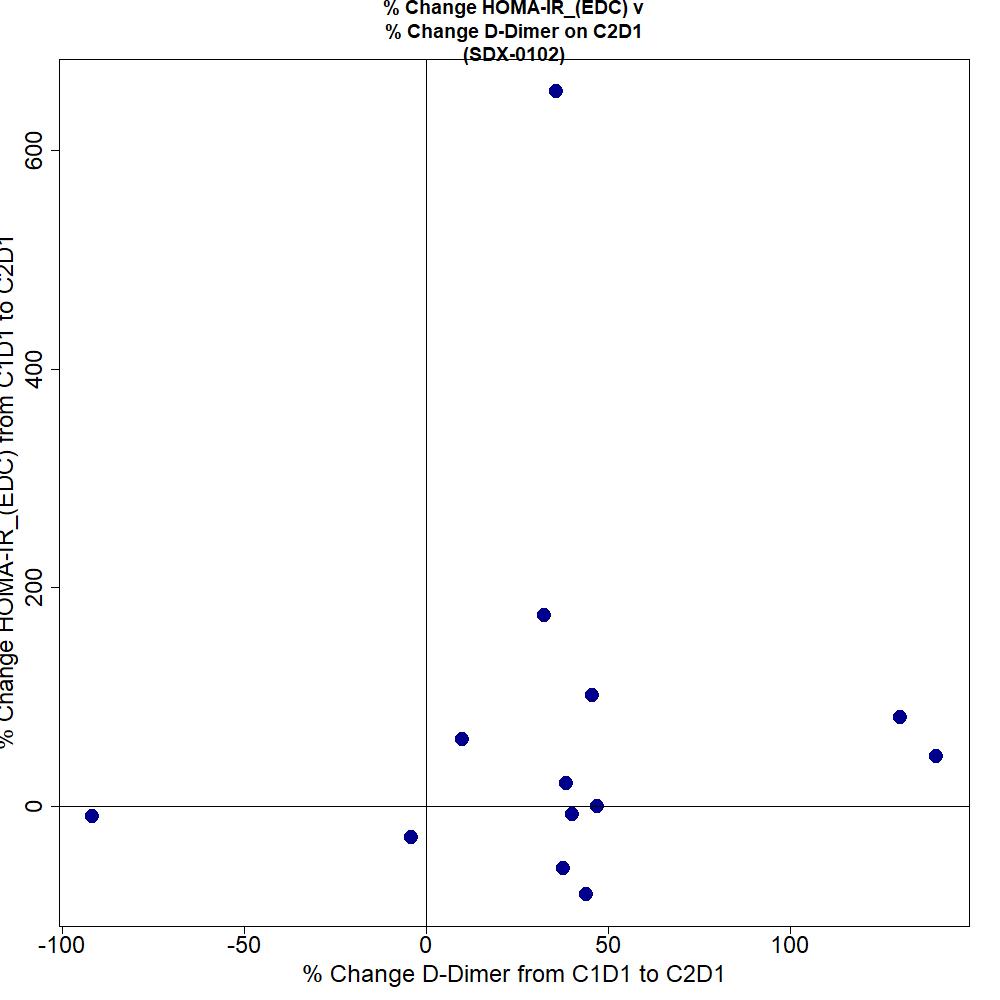 % Change HOMA-IR_(EDC) v
% Change D-Dimer on C2D1
(SDX-0102)
% Change HOMA-IR_(EDC) from C1D1 to C2D1
600
400
200
0
-100
-50
0
50
100
% Change D-Dimer from C1D1 to C2D1